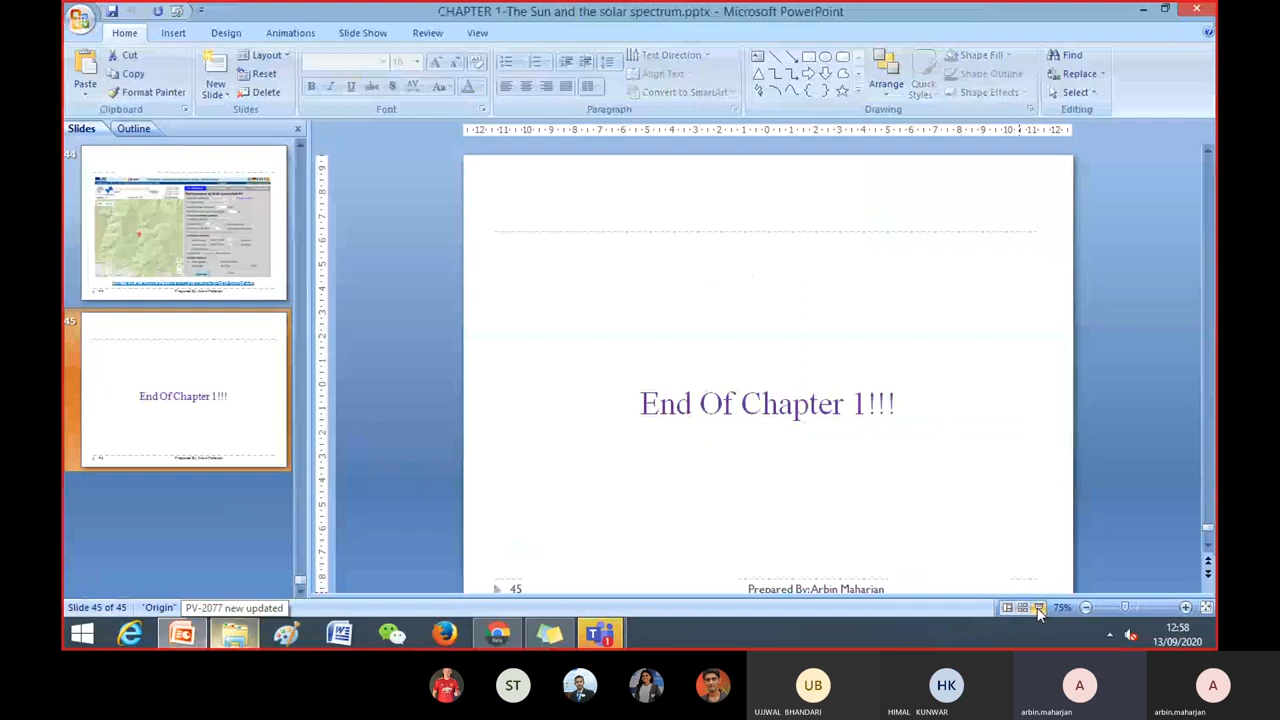 CHAPTER 1-The Sun and the solar spectrum.pptx - Microsoft PowerPoint
Home Insert Design Animations Slide Show Review View
Paste
Cut
Copy
Format Painter
Clipboard
New Slide
Layout
Reset
Delete
Slides
18
B I U abc S AV Aa A
Font
Text Direction
Align Text
Convert to SmartArt
Paragraph
Arrange
Quick Styles
Shape Fill
Shape Outline
Shape Effects
Drawing
Find
Replace
Select
Editing
Slides Outline
44
45
End Of Chapter 1!!!
End Of Chapter 1!!!
45 Prepared By:Arbin Maharjan
Slide 45 of 45 "Origin" PV-2077 new updated 75%
12:58
13/09/2020
ST UB HK A A
UJJWAL BHANDARI HIMAL KUNWAR arbin.maharjan arbin.maharjan